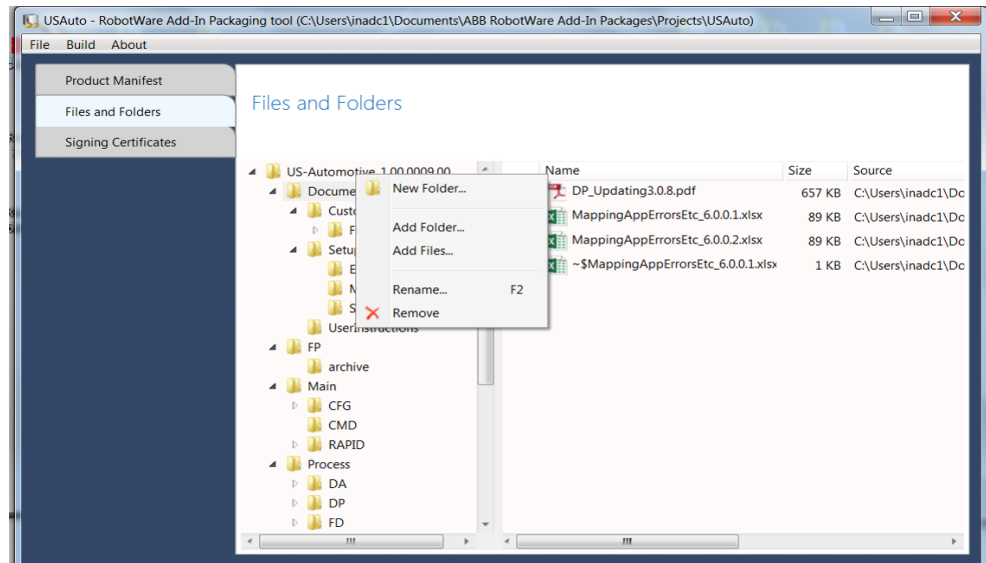 USAuto - RobotWare Add-In Packaging tool (C:\Users\inadc1\Documents\ABB RobotWare Add-In Packages\Projects\USAuto)
File Build About
Product Manifest
Files and Folders
Signing Certificates
Files and Folders
US-Automotive_1.00.0009.00
Docume
Custo
F
Setu
E
M
S
UserInstructions
FP
archive
Main
CFG
CMD
RAPID
Process
DA
DP
FD
New Folder...
Add Folder...
Add Files...
Rename... F2
Remove
Name Size Source
DP_Updating3.0.8.pdf 657 KB C:\Users\inadc1\Do
MappingAppErrorsEtc_6.0.0.1.xlsx 89 KB C:\Users\inadc1\Do
MappingAppErrorsEtc_6.0.0.2.xlsx 89 KB C:\Users\inadc1\Do
~$MappingAppErrorsEtc_6.0.0.1.xlsx 1 KB C:\Users\inadc1\Do